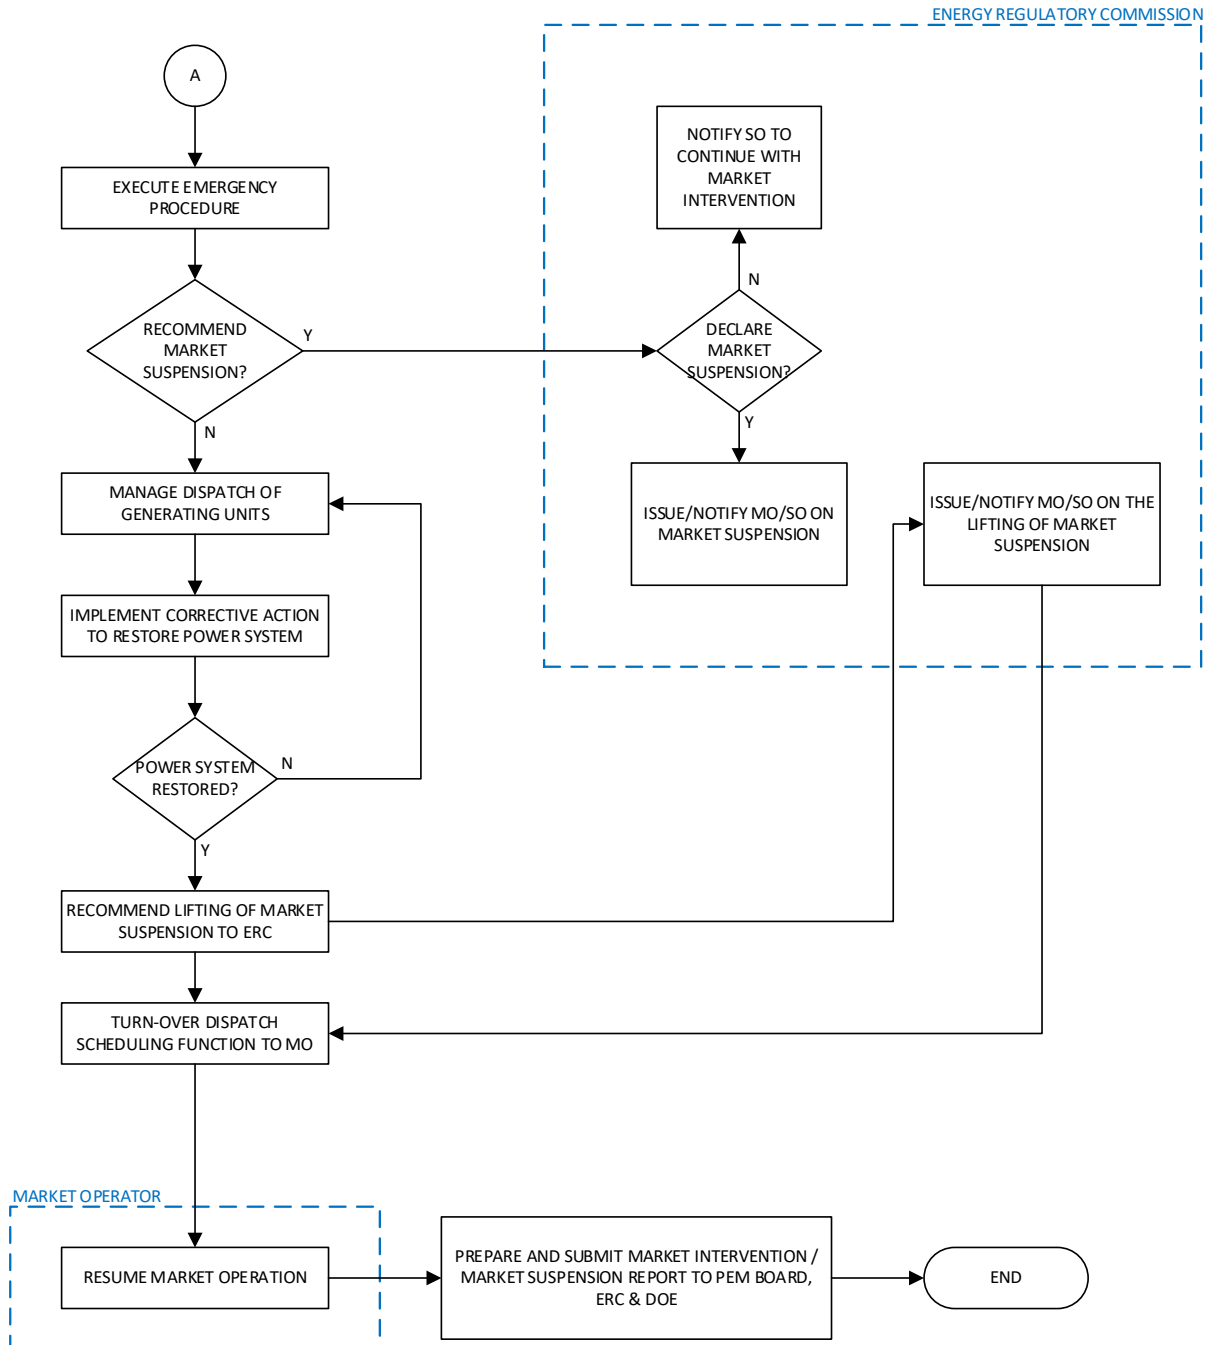 ENERGY REGULATORY COMMISSION
A
EXECUTE EMERGENCY
PROCEDURE
NOTIFY SO TO
CONTINUE WITH
MARKET
INTERVENTION
N
RECOMMEND
MARKET
SUSPENSION?
Y
DECLARE
MARKET
SUSPENSION?
N
Y
MANAGE DISPATCH OF
GENERATING UNITS
ISSUE/NOTIFY MO/SO ON
MARKET SUSPENSION
ISSUE/NOTIFY MO/SO ON THE
LIFTING OF MARKET
SUSPENSION
IMPLEMENT CORRECTIVE ACTION
TO RESTORE POWER SYSTEM
POWER SYSTEM
RESTORED?
N
Y
RECOMMEND LIFTING OF MARKET
SUSPENSION TO ERC
TURN-OVER DISPATCH
SCHEDULING FUNCTION TO MO
MARKET OPERATOR
RESUME MARKET OPERATION
PREPARE AND SUBMIT MARKET INTERVENTION /
MARKET SUSPENSION REPORT TO PEM BOARD,
ERC & DOE
END